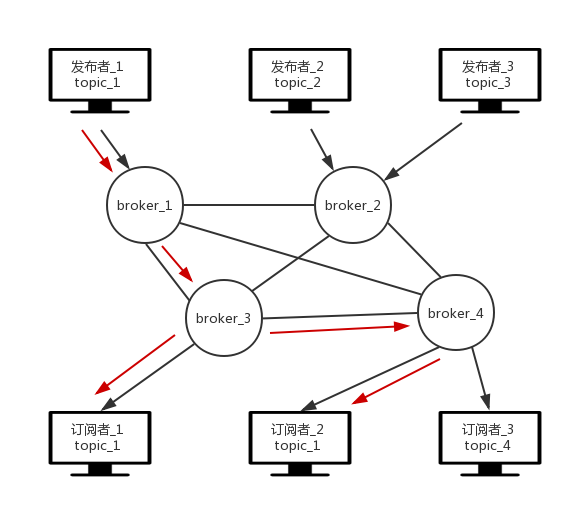 发布者_1
topic_1
发布者_2
topic_2
发布者_3
topic_3
broker_1
broker_2
broker_3
broker_4
订阅者_1
topic_1
订阅者_2
topic_1
订阅者_3
topic_4